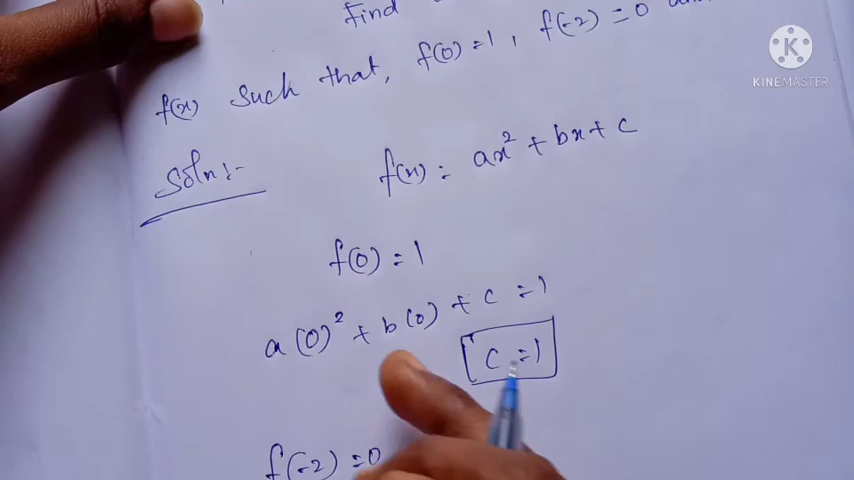 Find
f(x) such that, f(0) = 1, f(-2) = 0 and
Soln:-
f(x) = ax² + bx + c
f(0) = 1
a(0)² + b(0) + c = 1
c = 1
f(-2) = 0
K
KINEMASTER